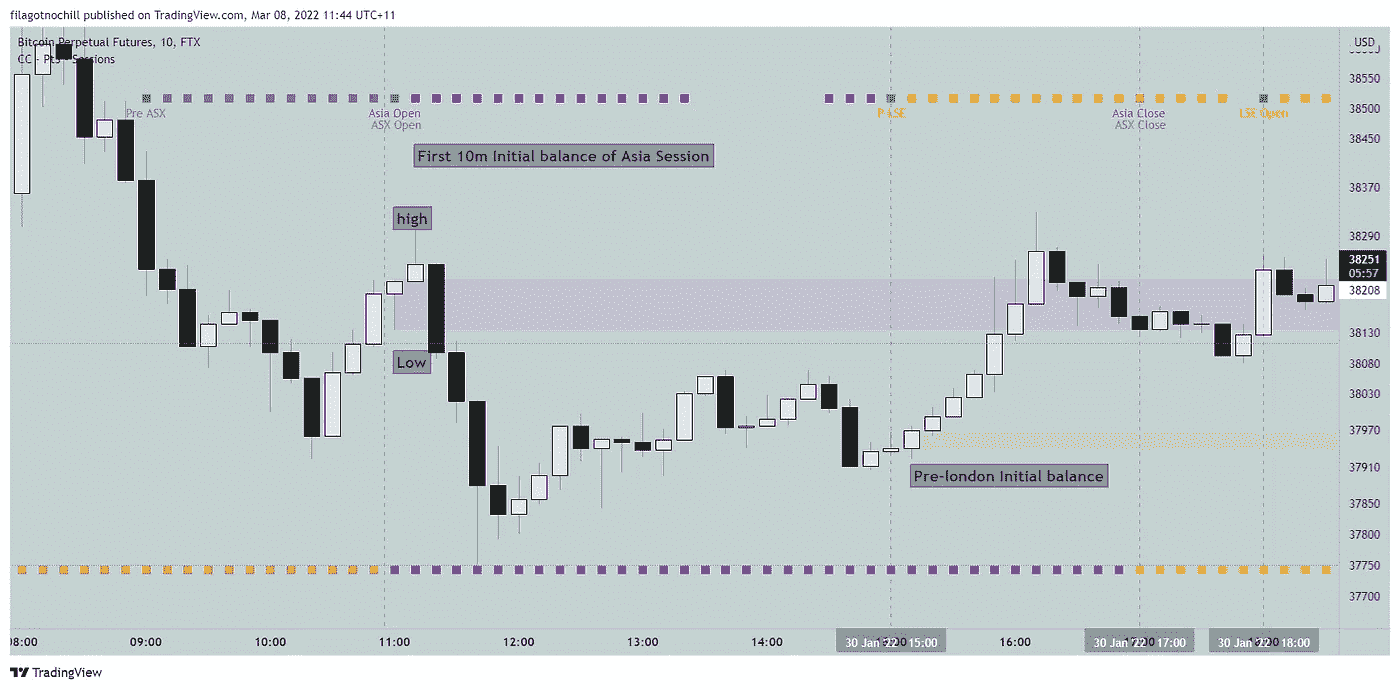 filagotnochill published on TradingView.com, Mar 08, 2022 11:44 UTC+11
Bitcoin Perpetual Futures, 10, FTX
USD
CC - Pt3 - Sessions
38550
Pre ASX
Asia Open
ASX Open
P LSE
Asia Close
ASX Close
LSE Open
38500
38450
First 10m Initial balance of Asia Session
38370
high
38290
38251
05:57
38208
38130
Low
38080
38030
37970
37910
Pre-london Initial balance
37850
37800
37750
37700
08:00
09:00
10:00
11:00
12:00
13:00
14:00
30 Jan '22 15:00
16:00
30 Jan '22 17:00
30 Jan '22 18:00
TradingView